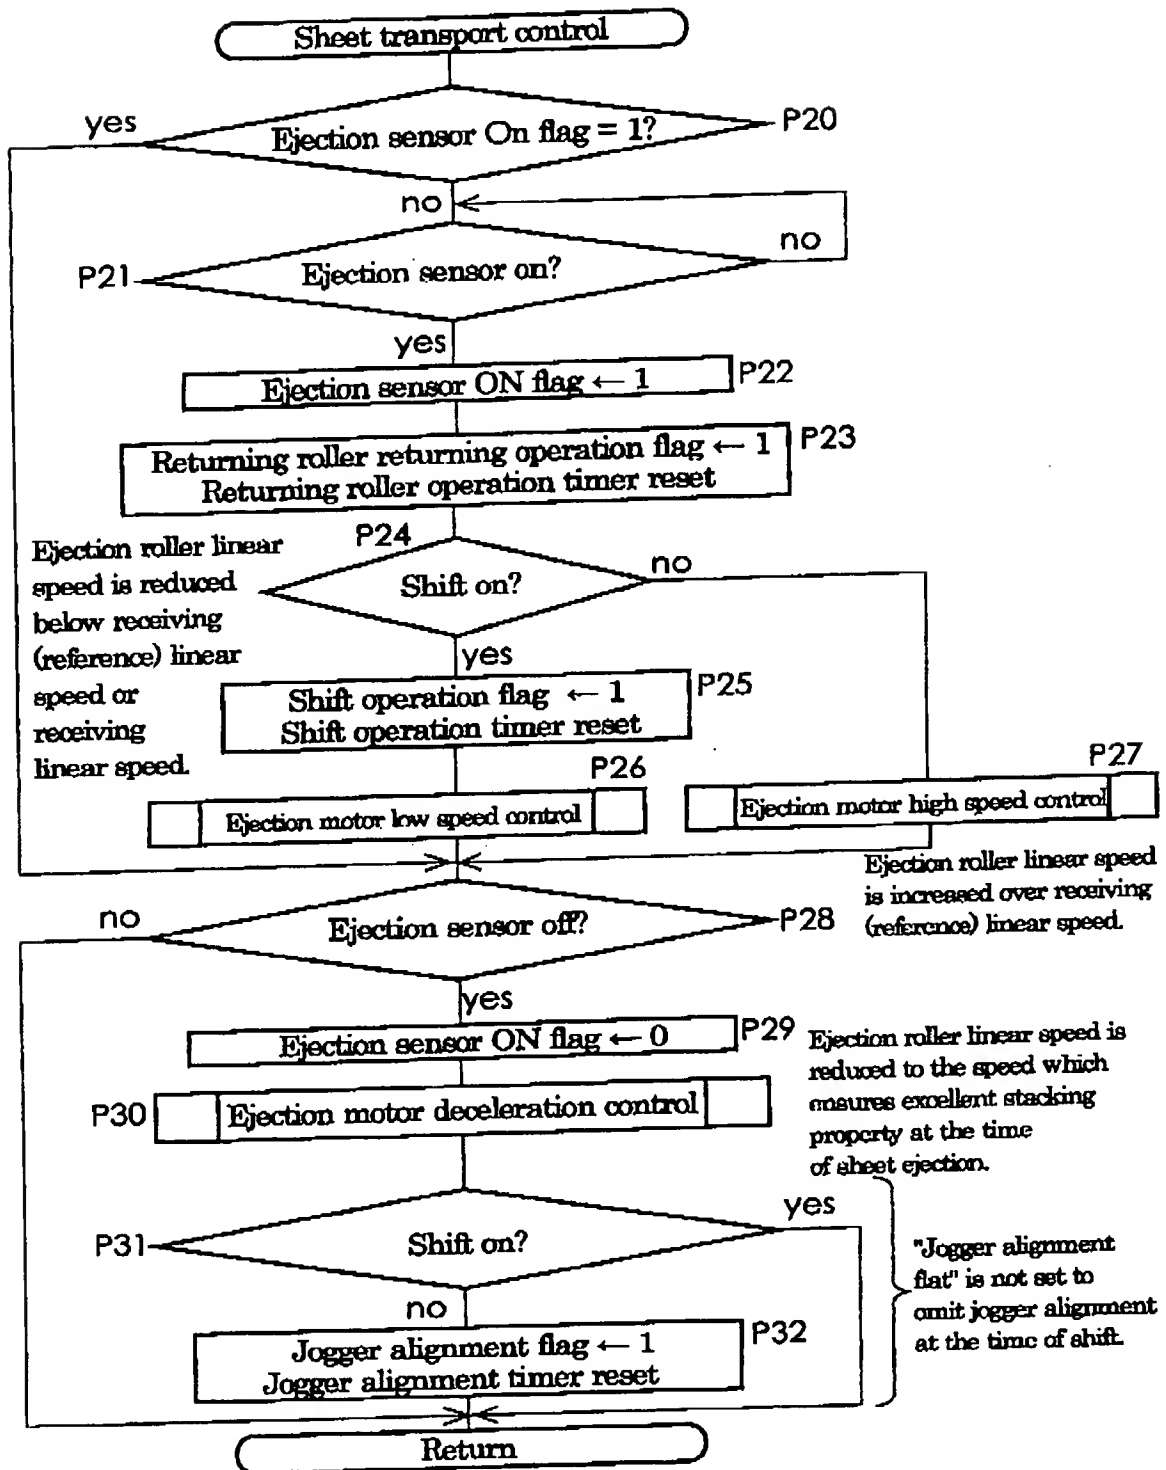 Sheet transport control
yes
Ejection sensor On flag = 1?
P20
no
no
P21
Ejection sensor on?
yes
Ejection sensor ON flag ← 1
P22
Returning roller returning operation flag ← 1
Returning roller operation timer reset
P23
Ejection roller linear
speed is reduced
below receiving
(reference) linear
speed or
receiving
linear speed.
P24
Shift on?
no
yes
Shift operation flag ← 1
Shift operation timer reset
P25
P26
Ejection motor low speed control
P27
Ejection motor high speed control
Ejection roller linear speed
is increased over receiving
(reference) linear speed.
no
Ejection sensor off?
P28
yes
Ejection sensor ON flag ← 0
P29
P30
Ejection motor deceleration control
Ejection roller linear speed is
reduced to the speed which
ensures excellent stacking
property at the time
of sheet ejection.
P31
Shift on?
yes
no
"Jogger alignment
flat" is not set to
omit jogger alignment
at the time of shift.
Jogger alignment flag ← 1
Jogger alignment timer reset
P32
Return